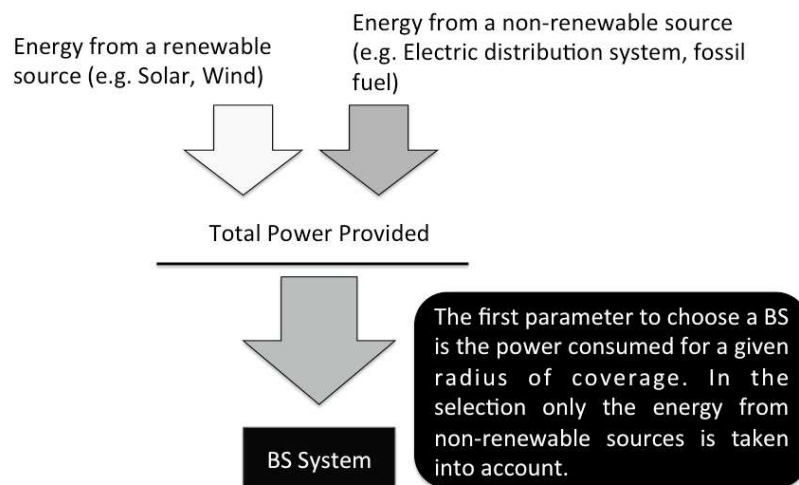 Energy from a renewable
source (e.g. Solar, Wind)
Energy from a non-renewable source
(e.g. Electric distribution system, fossil
fuel)
Total Power Provided
BS System
The first parameter to choose a BS
is the power consumed for a given
radius of coverage. In the
selection only the energy from
non-renewable sources is taken
into account.